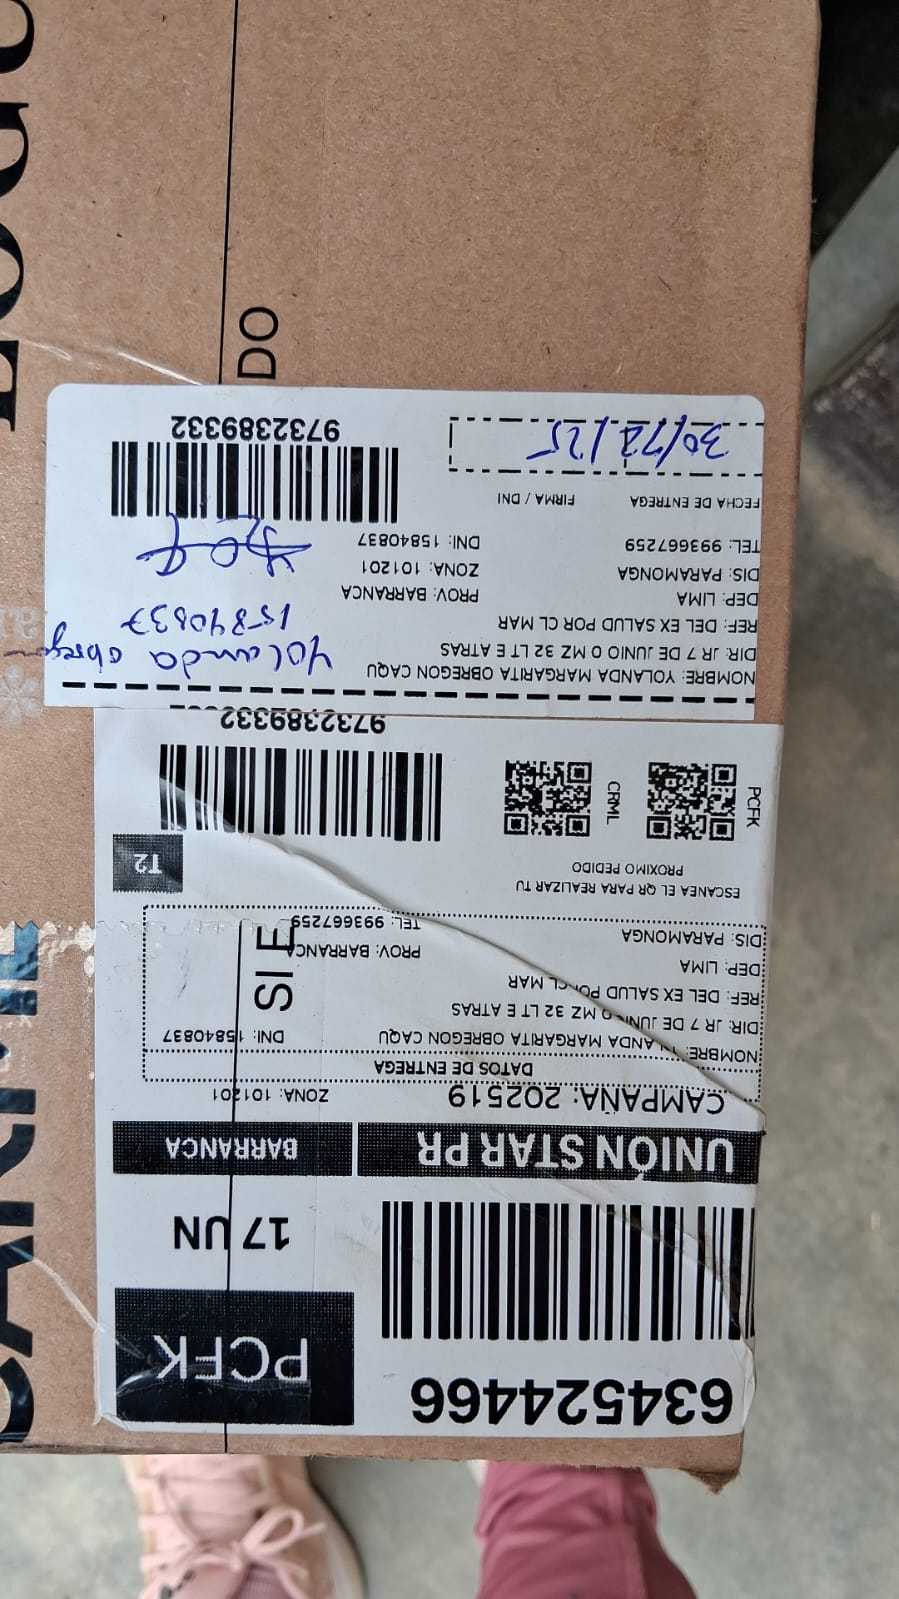 634524466
PCFK
17 UN
UNIÓN STAR PR
BARRANCA
CAMPAÑA: 202519
ZONA: 101201
DATOS DE ENTREGA
NOMBRE: YOLANDA MARGARITA OBREGON CAQU
DNI: 15840837
DIR: JR 7 DE JUNIO MZ 32 LT E ATRAS
REF: DEL EX SALUD POR CL MAR
DEP: LIMA
PROV: BARRANCA
DIS: PARAMONGA
TEL: 993667259
SIE
ESCANEA EL QR PARA REALIZAR TU
PROXIMO PEDIDO
T2
PCFK
CRML
9732389332
NOMBRE: YOLANDA MARGARITA OBREGON CAQU
DIR: JR 7 DE JUNIO 0 MZ 32 LT E ATRAS
REF: DEL EX SALUD POR CL MAR
DEP: LIMA
PROV: BARRANCA
DIS: PARAMONGA
ZONA: 101201
TEL: 993667259
DNI: 15840837
Yolanda obregon
15840837
FECHA DE ENTREGA
FIRMA / DNI
30/12/25
9732389332
DO